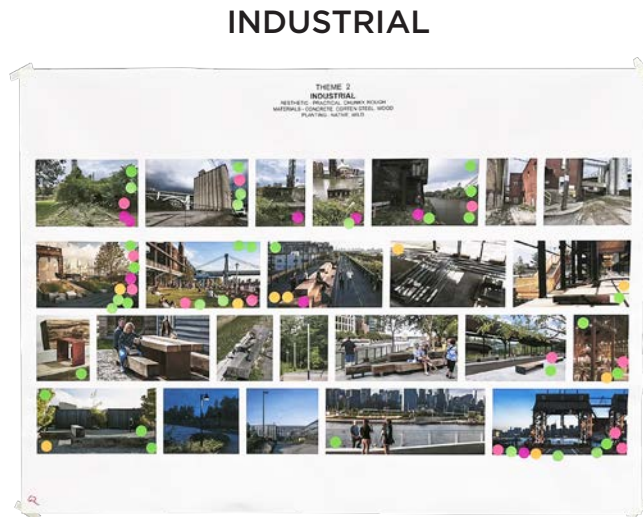 INDUSTRIAL
THEME 2
INDUSTRIAL
AESTHETIC - PRACTICAL, CHUNKY, ROUGH
MATERIALS - CONCRETE, CORTEN STEEL, WOOD
PLANTING - NATIVE, WILD